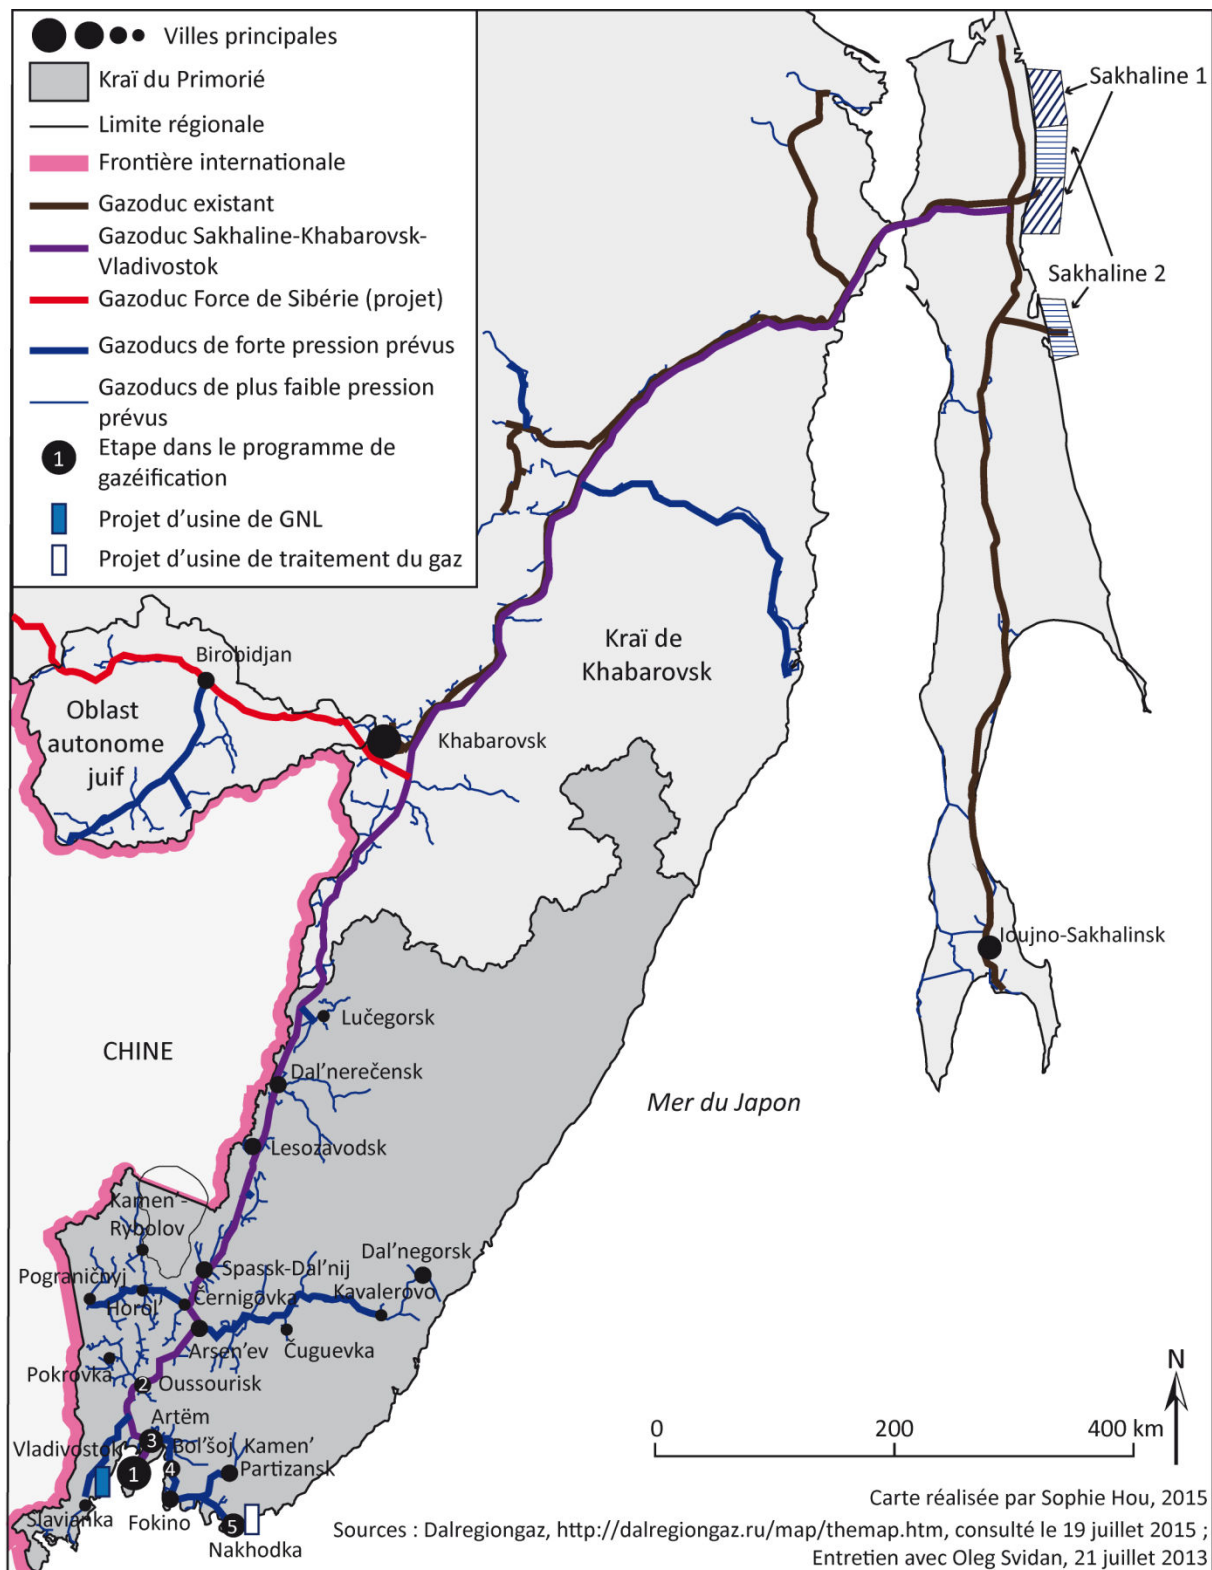 Villes principales
Kraï du Primorié
Limite régionale
Frontière internationale
Gazoduc existant
Gazoduc Sakhaline-Khabarovsk-
Vladivostok
Gazoduc Force de Sibérie (projet)
Gazoducs de forte pression prévus
Gazoducs de plus faible pression
prévus
1
Etape dans le programme de
gazéification
Projet d'usine de GNL
Projet d'usine de traitement du gaz
Sakhaline 1
Sakhaline 2
Birobidjan
Oblast
autonome
juif
Kraï de
Khabarovsk
Khabarovsk
Ioujno-Sakhalinsk
CHINE
Lučegorsk
Dal'nerečensk
Mer du Japon
Lesozavodsk
Kamen'-
Rybolov
Spassk-Dal'nij
Dal'negorsk
Pograničnyj
Horol'
Černigovka
Kavalerovo
Arsen'ev
Čuguevka
Pokrovka
2
Oussourisk
Artëm
3
Vladivostok
Bol'šoj Kamen'
1
4
Partizansk
Slavianka
Fokino
5
Nakhodka
N
0
200
400 km
Carte réalisée par Sophie Hou, 2015
Sources : Dalregiongaz, http://dalregiongaz.ru/map/themap.htm, consulté le 19 juillet 2015 ;
Entretien avec Oleg Svidan, 21 juillet 2013